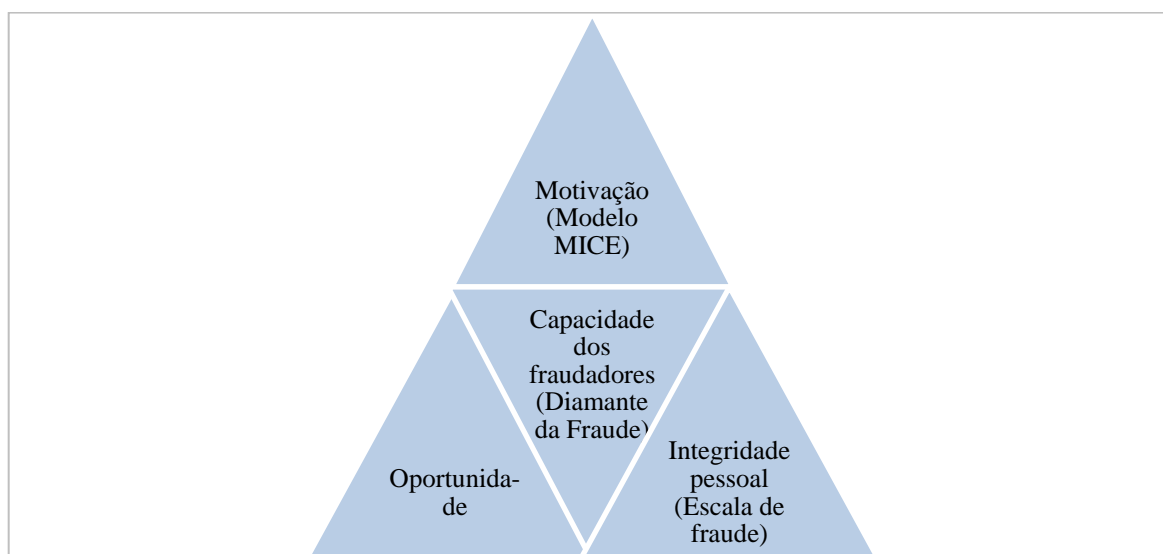 Motivação
(Modelo
MICE)
Capacidade
dos
fraudadores
(Diamante
da Fraude)
Oportunida-
de
Integridade
pessoal
(Escala de
fraude)